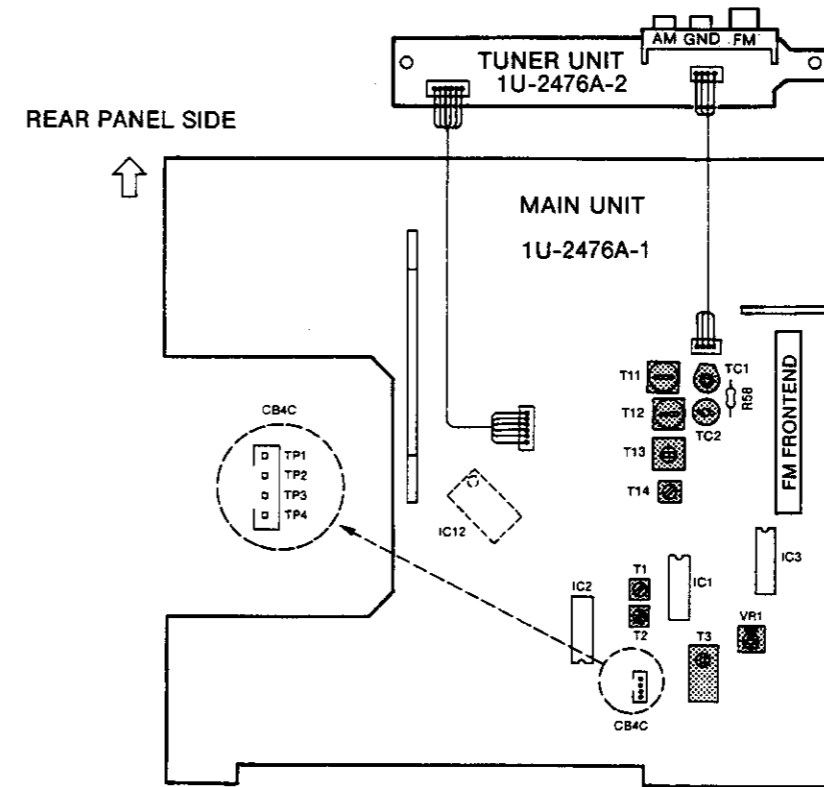 AM GND FM
TUNER UNIT
1U-2476A-2
REAR PANEL SIDE
MAIN UNIT
1U-2476A-1
T11
TC1
R58
T12
TC2
T13
T14
FM FRONTEND
CB4C
TP1
TP2
TP3
TP4
IC12
IC3
T1
IC1
IC2
T2
T3
VR1
CB4C